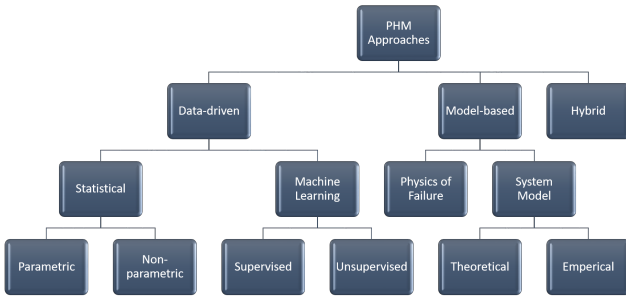 PHM
Approaches
Data-driven
Model-based
Hybrid
Statistical
Machine
Learning
Physics of
Failure
System
Model
Parametric
Non-
parametric
Supervised
Unsupervised
Theoretical
Emperical